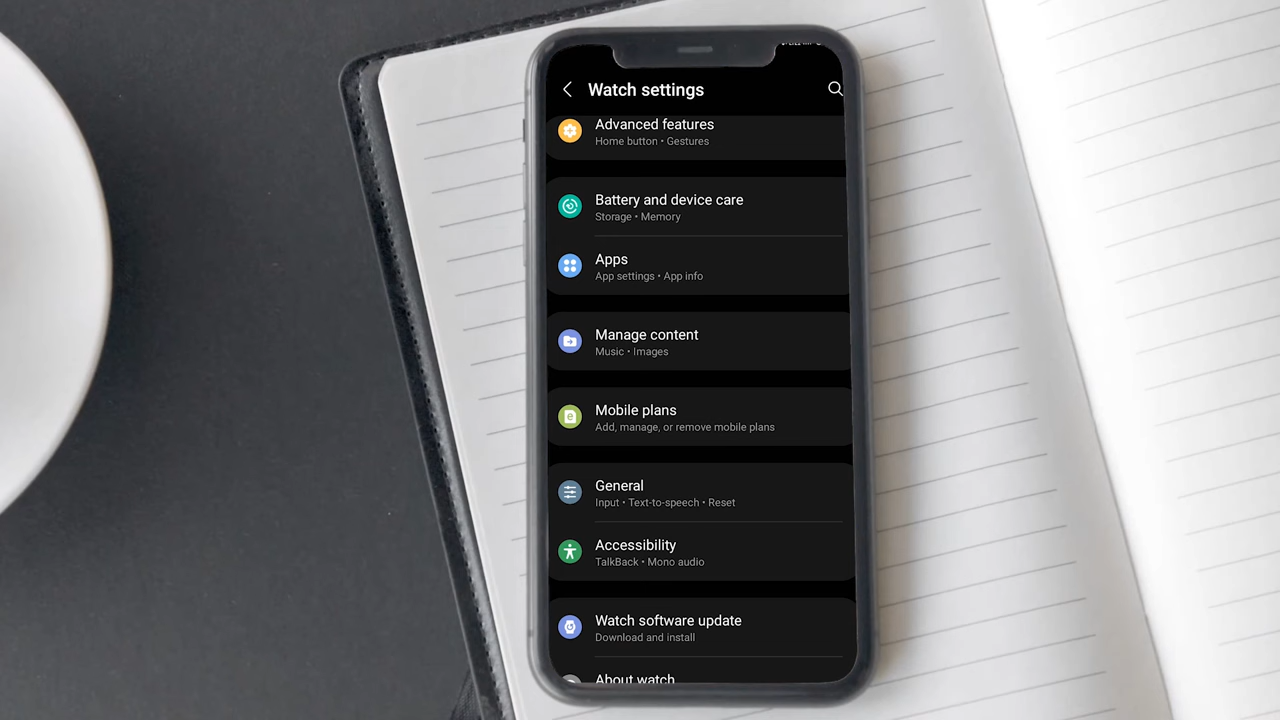 Watch settings
Advanced features
Home button • Gestures
Battery and device care
Storage • Memory
Apps
App settings • App info
Manage content
Music • Images
Mobile plans
Add, manage, or remove mobile plans
General
Input • Text-to-speech • Reset
Accessibility
TalkBack • Mono audio
Watch software update
Download and install
About watch